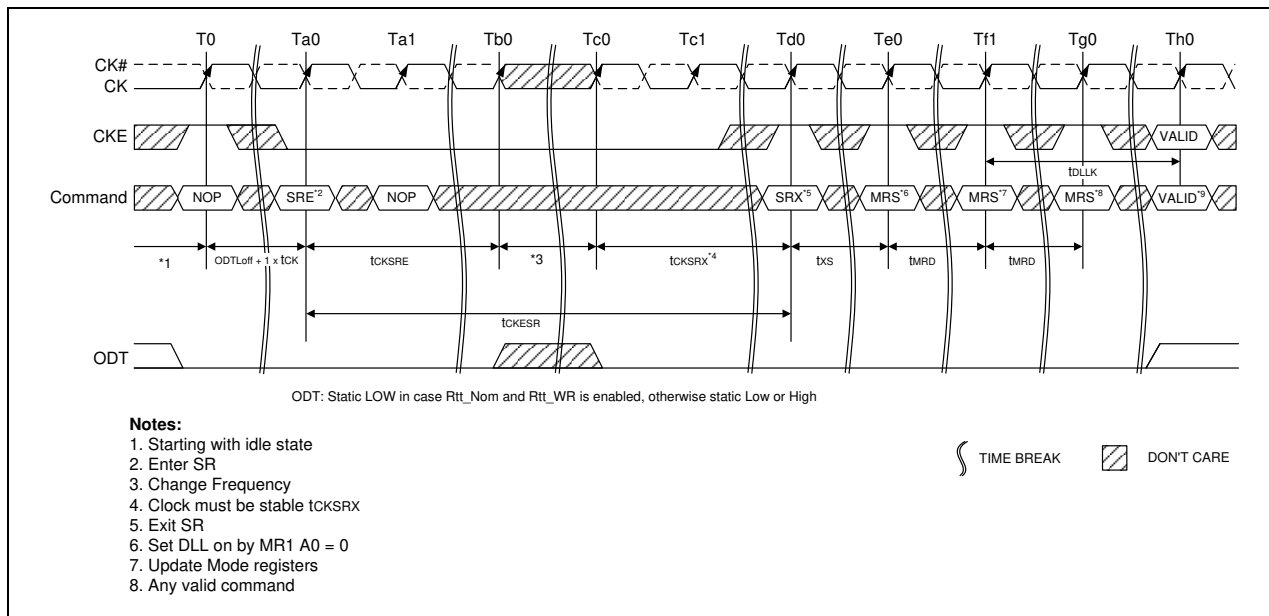 T0 Ta0 Ta1 Tb0 Tc0 Tc1 Td0 Te0 Tf1 Tg0 Th0
CK#
CK
CKE VALID
tDLLK
Command NOP SRE*2 NOP SRX*5 MRS*6 MRS*7 MRS*8 VALID*9
*1 ODTLoff + 1 x tCK tCKSRE *3 tCKSRX*4 tXS tMRD tMRD
tCKESR
ODT
ODT: Static LOW in case Rtt_Nom and Rtt_WR is enabled, otherwise static Low or High
Notes:
1. Starting with idle state
2. Enter SR
3. Change Frequency
4. Clock must be stable tCKSRX
5. Exit SR
6. Set DLL on by MR1 A0 = 0
7. Update Mode registers
8. Any valid command
TIME BREAK DON'T CARE